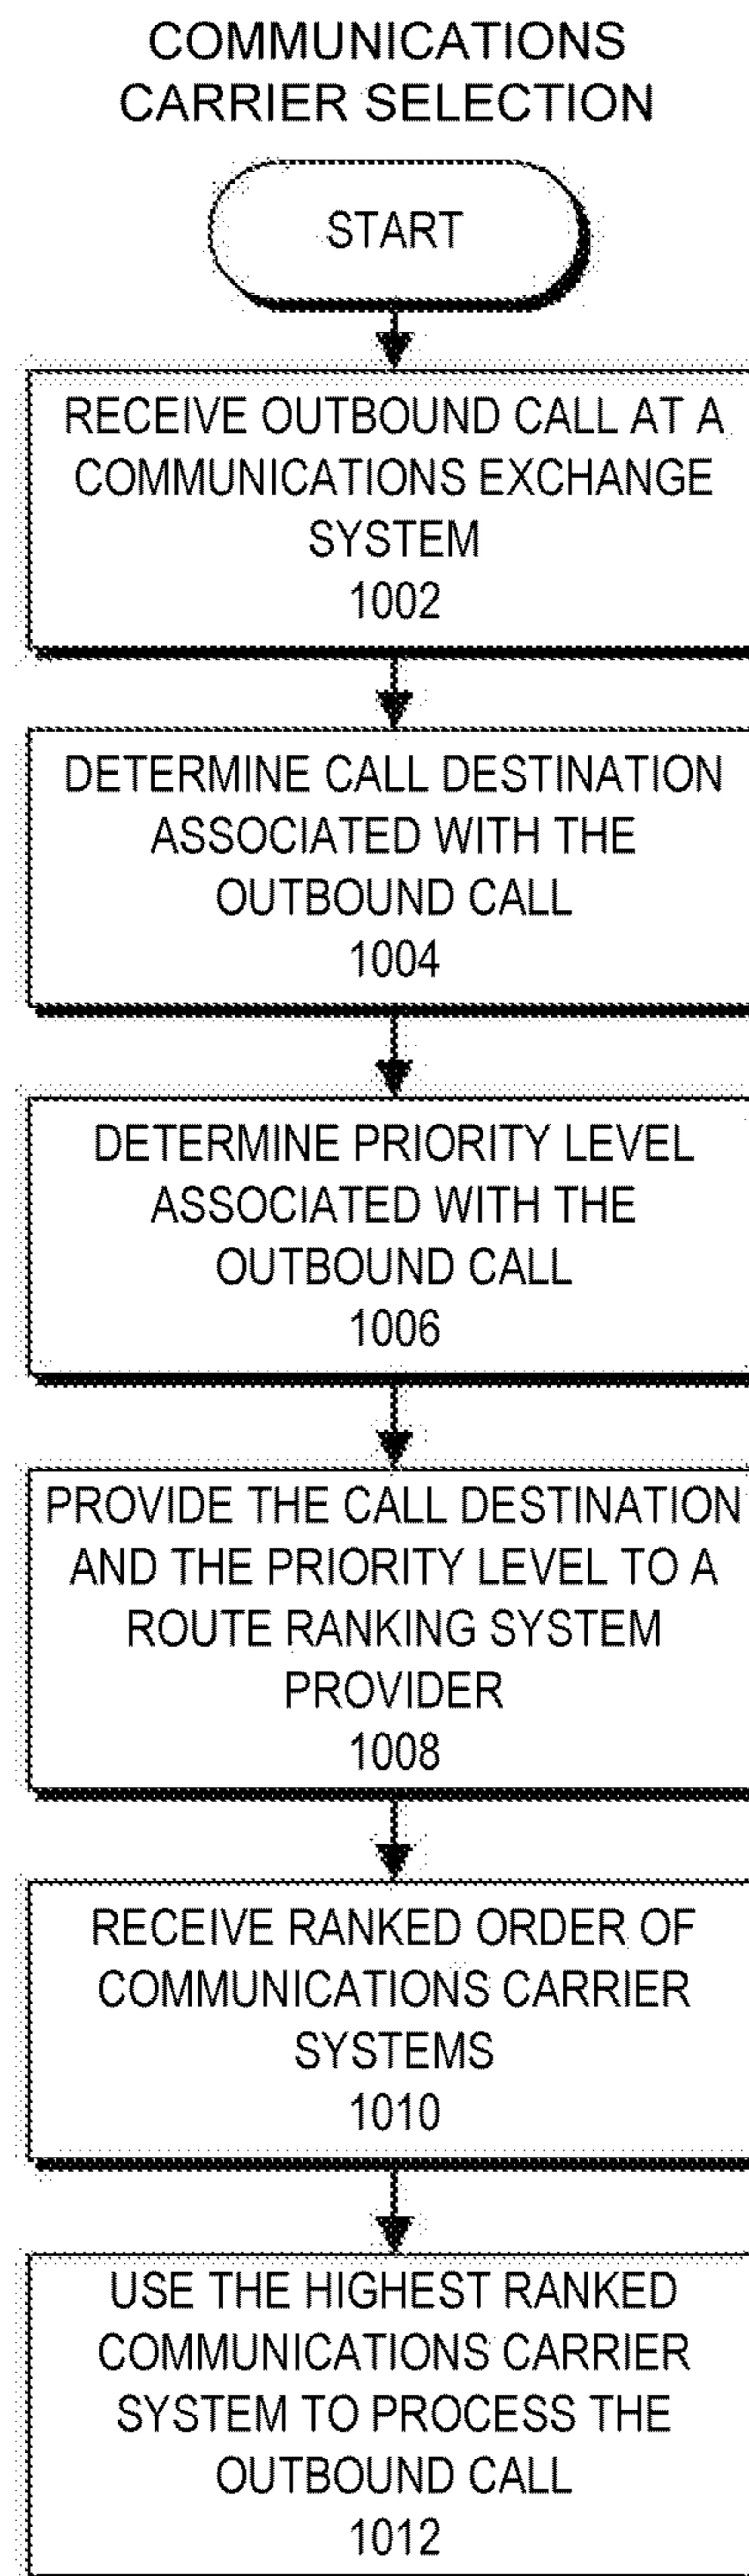 COMMUNICATIONS
CARRIER SELECTION
START
RECEIVE OUTBOUND CALL AT A
COMMUNICATIONS EXCHANGE
SYSTEM
1002
DETERMINE CALL DESTINATION
ASSOCIATED WITH THE
OUTBOUND CALL
1004
DETERMINE PRIORITY LEVEL
ASSOCIATED WITH THE
OUTBOUND CALL
1006
PROVIDE THE CALL DESTINATION
AND THE PRIORITY LEVEL TO A
ROUTE RANKING SYSTEM
PROVIDER
1008
RECEIVE RANKED ORDER OF
COMMUNICATIONS CARRIER
SYSTEMS
1010
USE THE HIGHEST RANKED
COMMUNICATIONS CARRIER
SYSTEM TO PROCESS THE
OUTBOUND CALL
1012